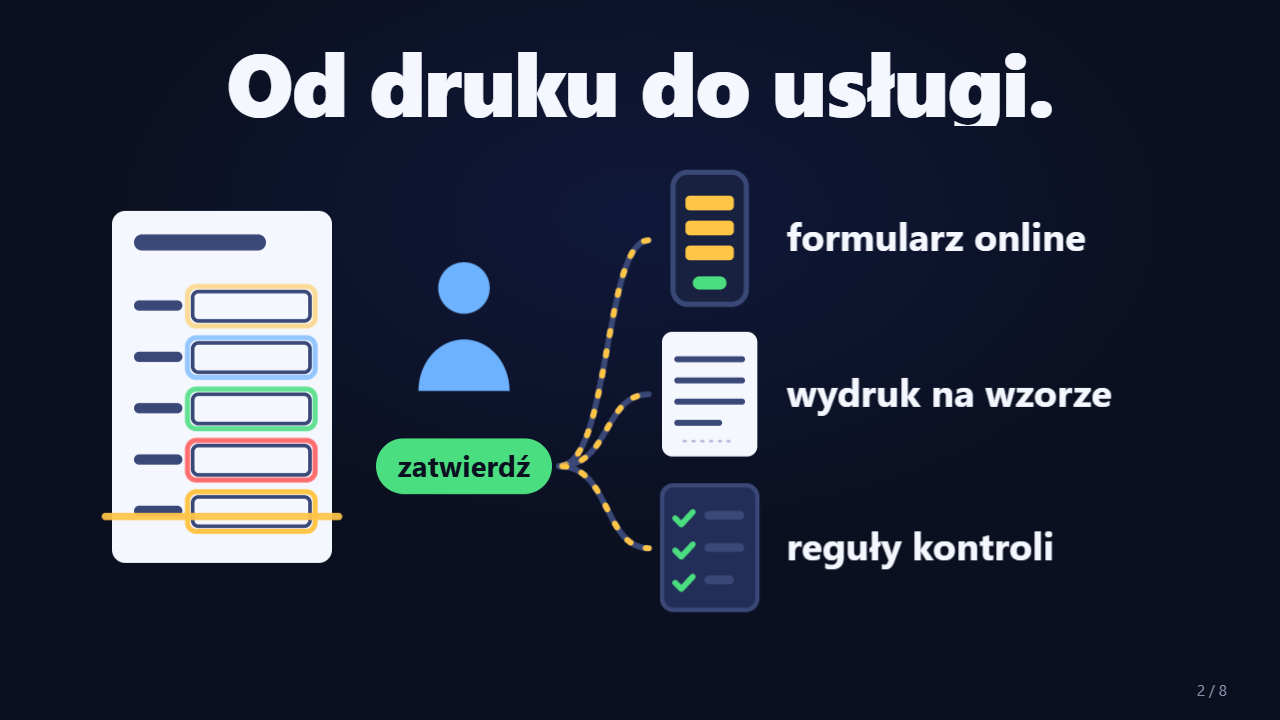 Od druku do usługi.
formularz online
wydruk na wzorze
zatwierdź
reguły kontroli
2 / 8